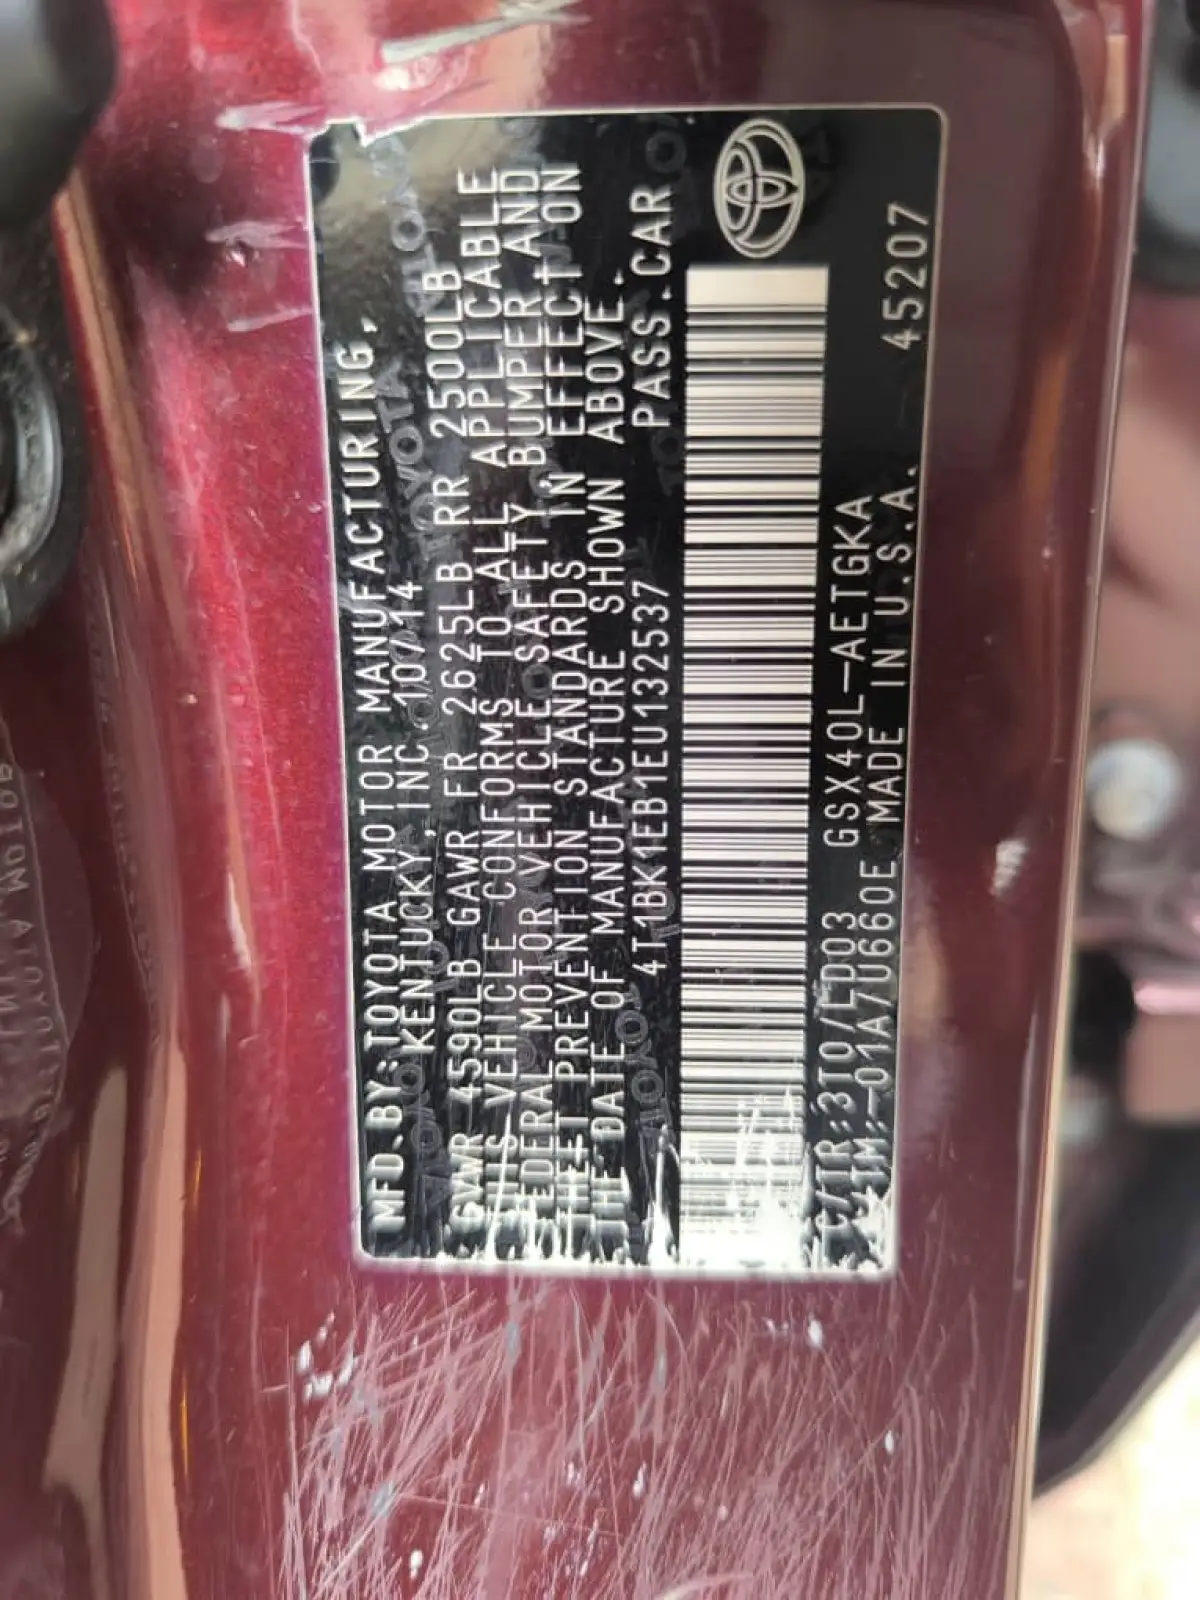 MFD.BY:TOYOTA MOTOR MANUFACTURING,
KENTUCKY,INC. 10/14
GVWR 4590LB GAWR FR 2625LB RR 2500LB
THIS VEHICLE CONFORMS TO ALL APPLICABLE
FEDERAL MOTOR VEHICLE SAFETY,BUMPER,AND
THEFT PREVENTION STANDARDS IN EFFECT ON
THE DATE OF MANUFACTURE SHOWN ABOVE.
4T1BK1EB1EU132537 PASS.CAR
C/TR:3T0/LD03 GSX40L-AETGKA
-01A/U660E MADE IN U.S.A. 45207